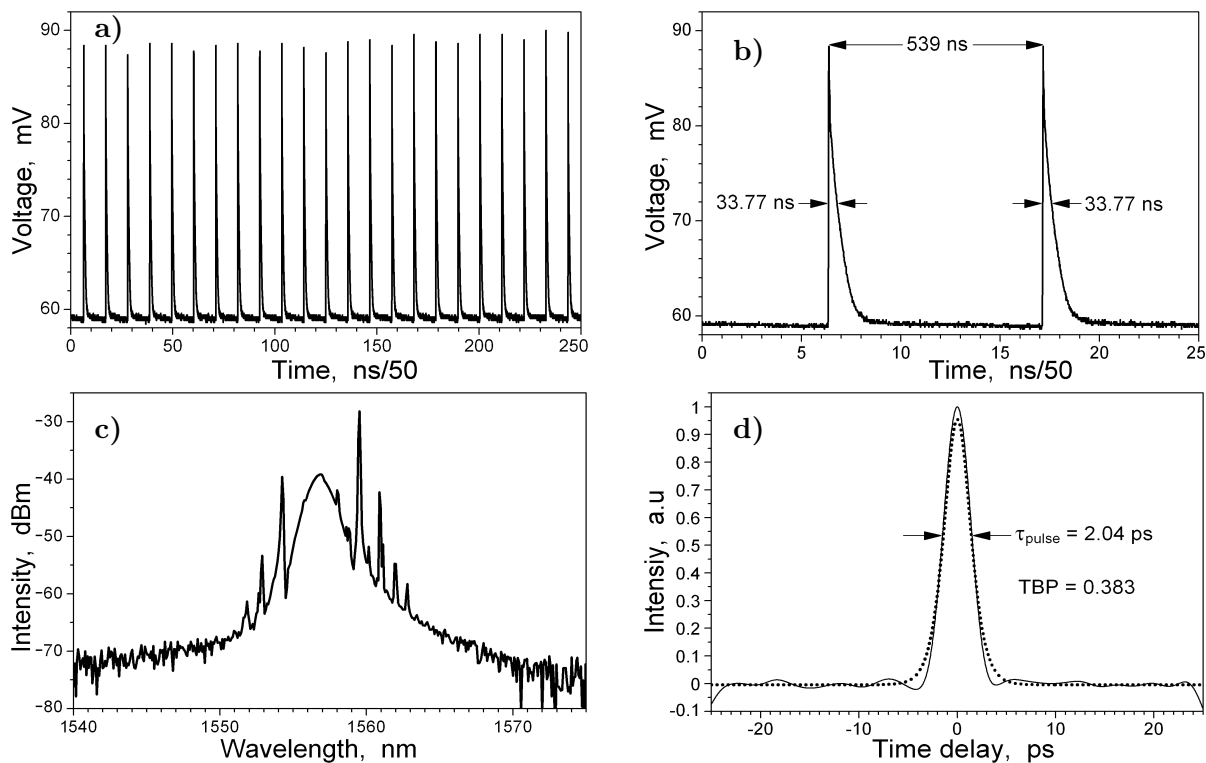 a)
90
80
70
60
Voltage, mV
0
50
100
150
200
250
Time, ns/50
b)
90
80
70
60
Voltage, mV
539 ns
33.77 ns
33.77 ns
0
5
10
15
20
25
Time, ns/50
c)
−30
−40
−50
−60
−70
−80
Intensity, dBm
1540
1550
1560
1570
Wavelength, nm
d)
1
0.9
0.8
0.7
0.6
0.5
0.4
0.3
0.2
0.1
0
-0.1
Intensiy, a.u
τpulse = 2.04 ps
TBP = 0.383
-20
-10
0
10
20
Time delay, ps